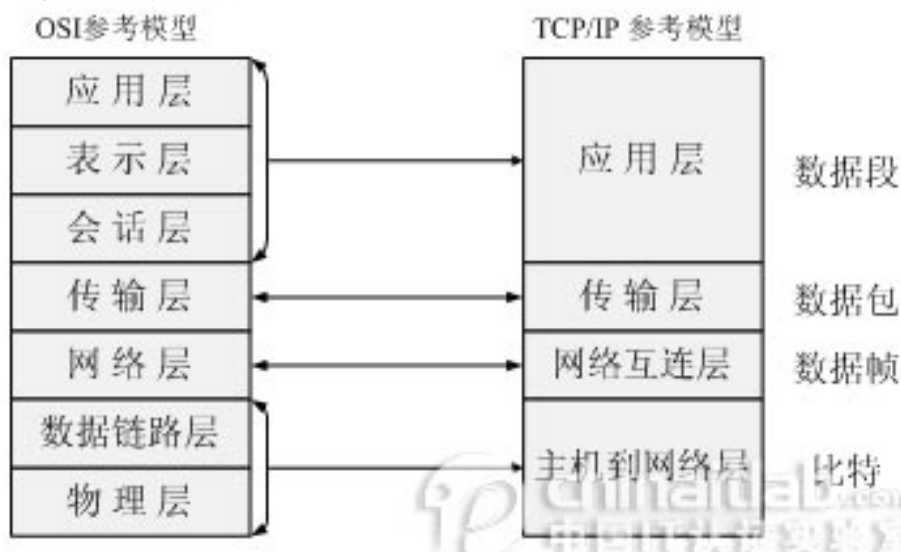 OSI参考模型
TCP/IP 参考模型
应用层
表示层
会话层
传输层
网络层
数据链路层
物理层
应用层
传输层
网络互连层
主机到网络层
数据段
数据包
数据帧
比特